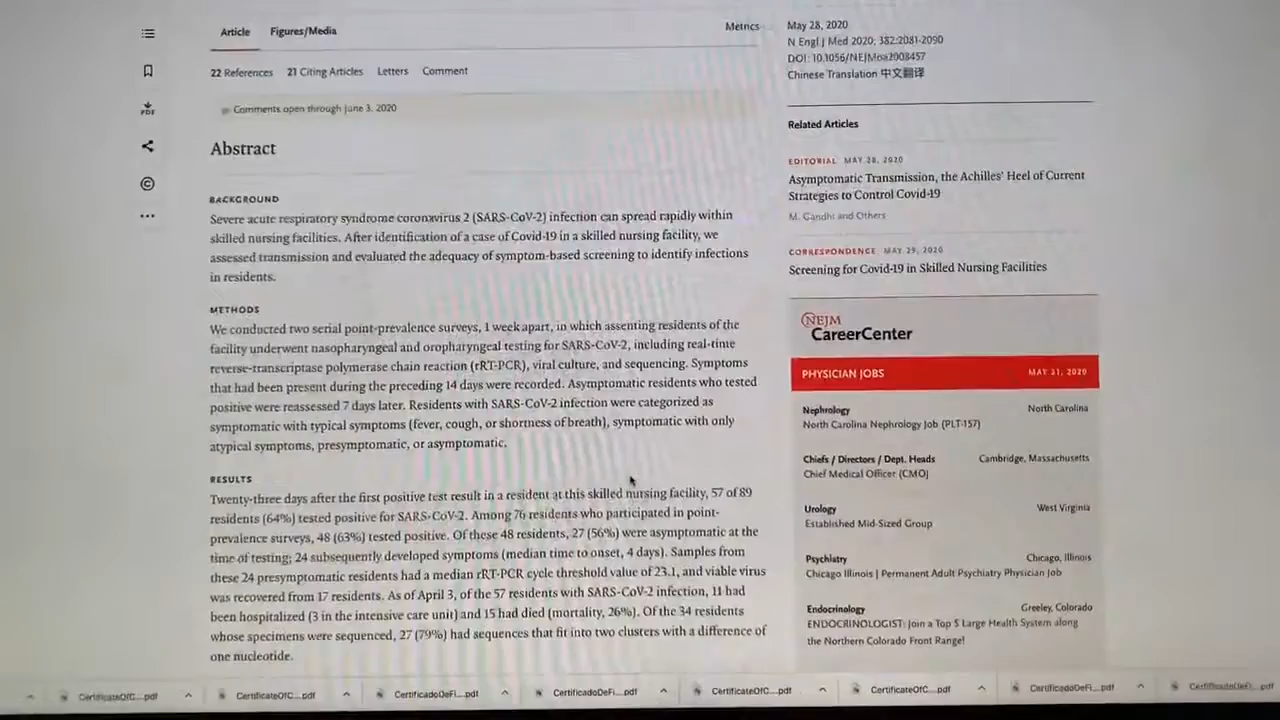 Article Figures/Media
Metrics
22 References 21 Citing Articles Letters Comment
Comments open through June 3, 2020
Abstract
BACKGROUND
Severe acute respiratory syndrome coronavirus 2 (SARS-CoV-2) infection can spread rapidly within
skilled nursing facilities. After identification of a case of Covid-19 in a skilled nursing facility, we
assessed transmission and evaluated the adequacy of symptom-based screening to identify infections
in residents.
METHODS
We conducted two serial point-prevalence surveys, 1 week apart, in which assenting residents of the
facility underwent nasopharyngeal and oropharyngeal testing for SARS-CoV-2, including real-time
reverse-transcriptase polymerase chain reaction (rRT-PCR), viral culture, and sequencing. Symptoms
that had been present during the preceding 14 days were recorded. Asymptomatic residents who tested
positive were reassessed 7 days later. Residents with SARS-CoV-2 infection were categorized as
symptomatic with typical symptoms (fever, cough, or shortness of breath), symptomatic with only
atypical symptoms, presymptomatic, or asymptomatic.
RESULTS
Twenty-three days after the first positive test result in a resident at this skilled nursing facility, 57 of 89
residents (64%) tested positive for SARS-CoV-2. Among 76 residents who participated in point-
prevalence surveys, 48 (63%) tested positive. Of these 48 residents, 27 (56%) were asymptomatic at the
time of testing; 24 subsequently developed symptoms (median time to onset, 4 days). Samples from
these 24 presymptomatic residents had a median rRT-PCR cycle threshold value of 23.1, and viable virus
was recovered from 17 residents. As of April 3, of the 57 residents with SARS-CoV-2 infection, 11 had
been hospitalized (3 in the intensive care unit) and 15 had died (mortality, 26%). Of the 34 residents
whose specimens were sequenced, 27 (79%) had sequences that fit into two clusters with a difference of
one nucleotide.
May 28, 2020
N Engl J Med 2020; 382:2081-2090
DOI: 10.1056/NEJMoa2008457
Chinese Translation 中文翻译
Related Articles
EDITORIAL MAY 28, 2020
Asymptomatic Transmission, the Achilles' Heel of Current
Strategies to Control Covid-19
M. Gandhi and Others
CORRESPONDENCE MAY 29, 2020
Screening for Covid-19 in Skilled Nursing Facilities
NEJM
CareerCenter
PHYSICIAN JOBS MAY 31, 2020
Nephrology North Carolina
North Carolina Nephrology Job (PLT-157)
Chiefs / Directors / Dept. Heads Cambridge, Massachusetts
Chief Medical Officer (CMO)
Urology West Virginia
Established Mid-Sized Group
Psychiatry Chicago, Illinois
Chicago Illinois | Permanent Adult Psychiatry Physician Job
Endocrinology Greeley, Colorado
ENDOCRINOLOGIST: Join a Top 5 Large Health System along
the Northern Colorado Front Range!
PDF
CertificateOfC....pdf CertificateOfC....pdf CertificadoDeFi....pdf CertificadoDeFi....pdf CertificateOfC....pdf CertificateOfC....pdf CertificadoDeFi....pdf CertificadoDeFi....pdf